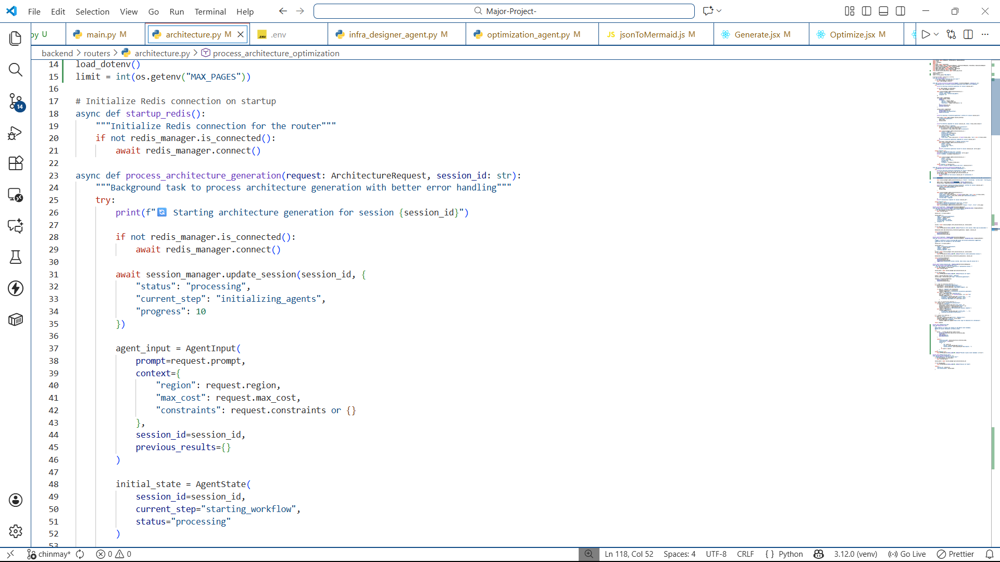 File Edit Selection View Go Run Terminal Help
Major-Project-
py U
main.py M
architecture.py M
.env
infra_designer_agent.py M
optimization_agent.py M
JS jsonToMermaid.js M
Generate.jsx M
Optimize.jsx M
backend > routers > architecture.py > process_architecture_optimization
14 load_dotenv()
15 limit = int(os.getenv("MAX_PAGES"))
16
17 # Initialize Redis connection on startup
18 async def startup_redis():
19 """Initialize Redis connection for the router"""
20 if not redis_manager.is_connected():
21 await redis_manager.connect()
22
23 async def process_architecture_generation(request: ArchitectureRequest, session_id: str):
24 """Background task to process architecture generation with better error handling"""
25 try:
26 print(f"🔄 Starting architecture generation for session {session_id}")
27
28 if not redis_manager.is_connected():
29 await redis_manager.connect()
30
31 await session_manager.update_session(session_id, {
32 "status": "processing",
33 "current_step": "initializing_agents",
34 "progress": 10
35 })
36
37 agent_input = AgentInput(
38 prompt=request.prompt,
39 context={
40 "region": request.region,
41 "max_cost": request.max_cost,
42 "constraints": request.constraints or {}
43 },
44 session_id=session_id,
45 previous_results={}
46 )
47
48 initial_state = AgentState(
49 session_id=session_id,
50 current_step="starting_workflow",
51 status="processing"
52 )
53
14
chinmay* 0 0 Ln 118, Col 52 Spaces: 4 UTF-8 CRLF { } Python 3.12.0 (venv) Go Live Prettier